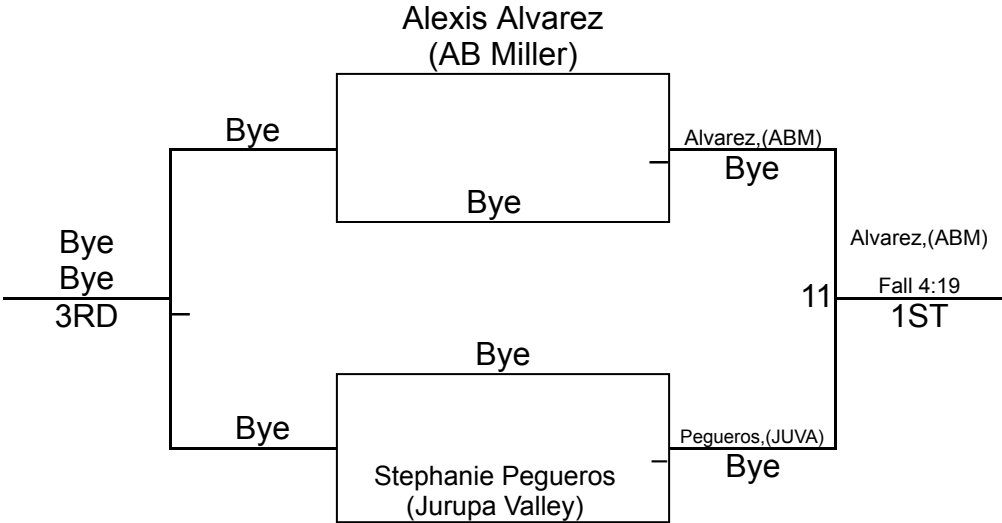 Alexis Alvarez
(AB Miller)
Bye
Alvarez,(ABM)
Bye
Bye
Bye
Bye
3RD
Alvarez,(ABM)
11
Fall 4:19
1ST
Bye
Bye
Pegueros,(JUVA)
Bye
Stephanie Pegueros
(Jurupa Valley)